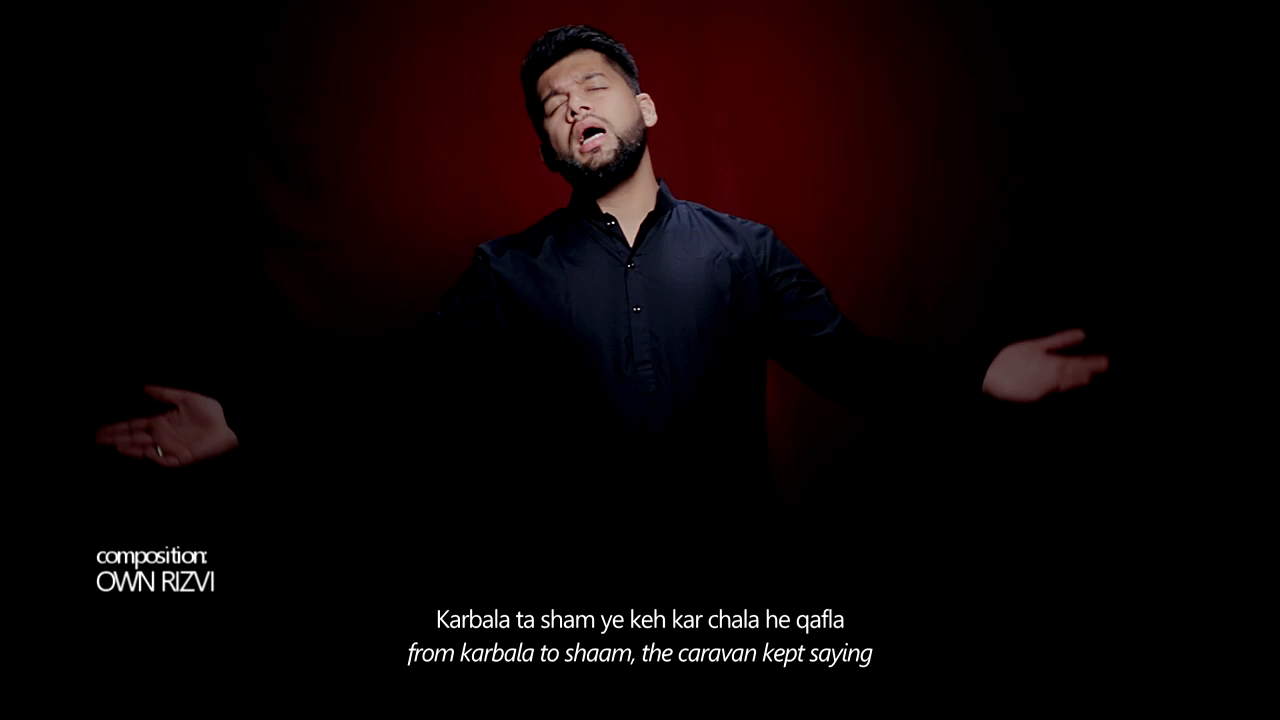 composition:
OWN RIZVI
Karbala ta sham ye keh kar chala he qafla
from karbala to shaam, the caravan kept saying